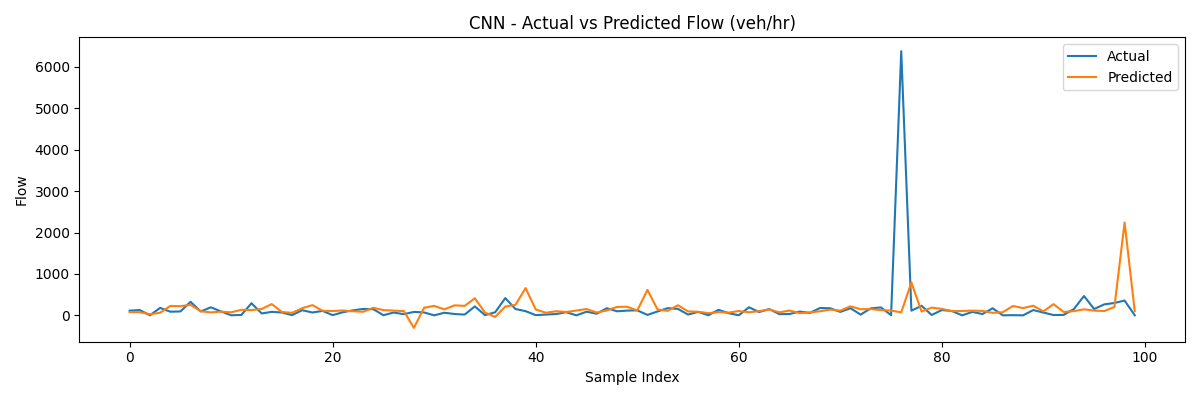 CNN - Actual vs Predicted Flow (veh/hr)
Actual
Predicted
Flow
6000
5000
4000
3000
2000
1000
0
0 20 40 60 80 100
Sample Index